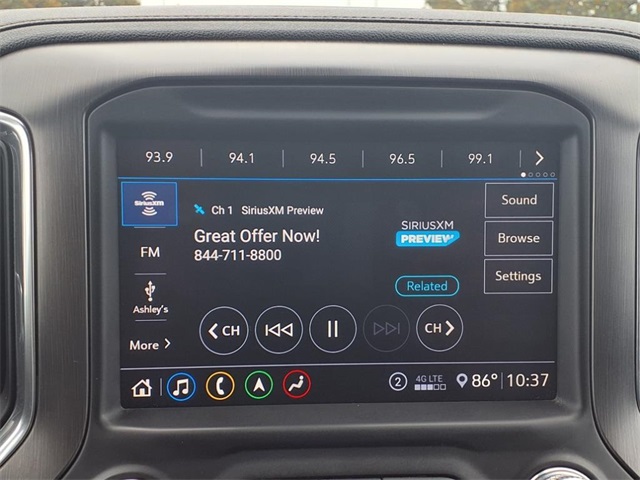 93.9 94.1 94.5 96.5 99.1
SiriusXM
Ch 1 SiriusXM Preview
Great Offer Now!
844-711-8800
SIRIUSXM
PREVIEW
Related
Sound
Browse
Settings
FM
Ashley's
More
CH
CH
2 4G LTE 86° 10:37